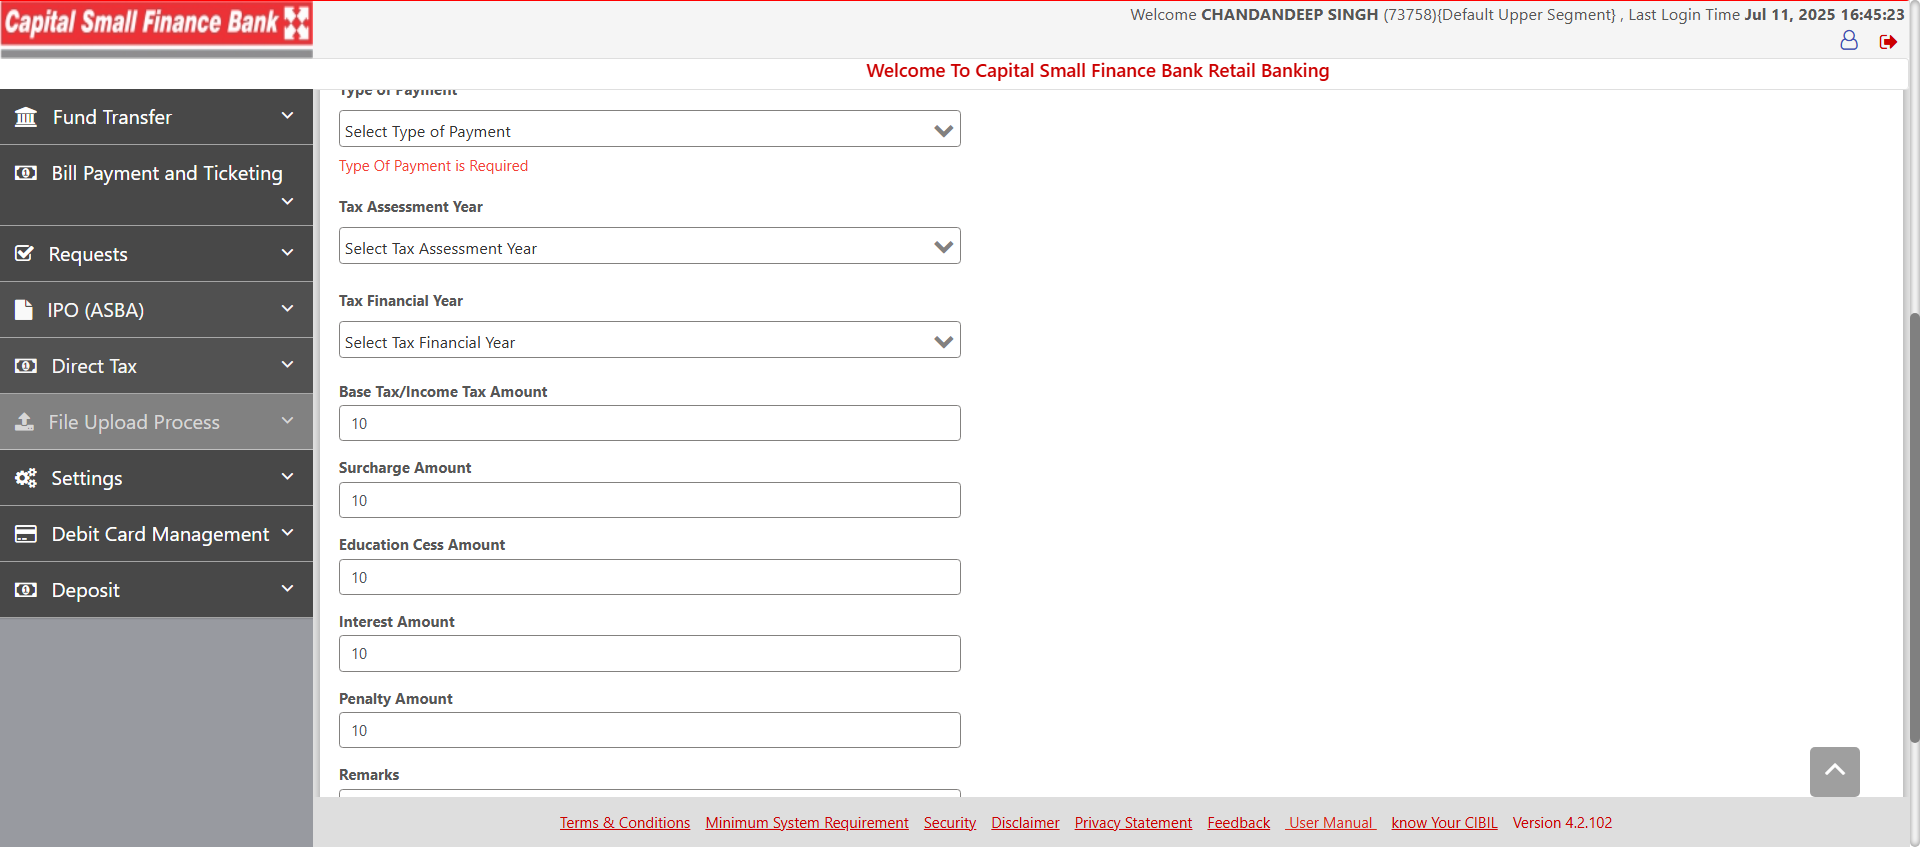 Capital Small Finance Bank
Welcome CHANDANDEEP SINGH (73758){Default Upper Segment} , Last Login Time Jul 11, 2025 16:45:23
Welcome To Capital Small Finance Bank Retail Banking
Fund Transfer
Bill Payment and Ticketing
Requests
IPO (ASBA)
Direct Tax
File Upload Process
Settings
Debit Card Management
Deposit
Type of Payment
Select Type of Payment
Type Of Payment is Required
Tax Assessment Year
Select Tax Assessment Year
Tax Financial Year
Select Tax Financial Year
Base Tax/Income Tax Amount
10
Surcharge Amount
10
Education Cess Amount
10
Interest Amount
10
Penalty Amount
10
Remarks
Terms & Conditions Minimum System Requirement Security Disclaimer Privacy Statement Feedback User Manual know Your CIBIL Version 4.2.102